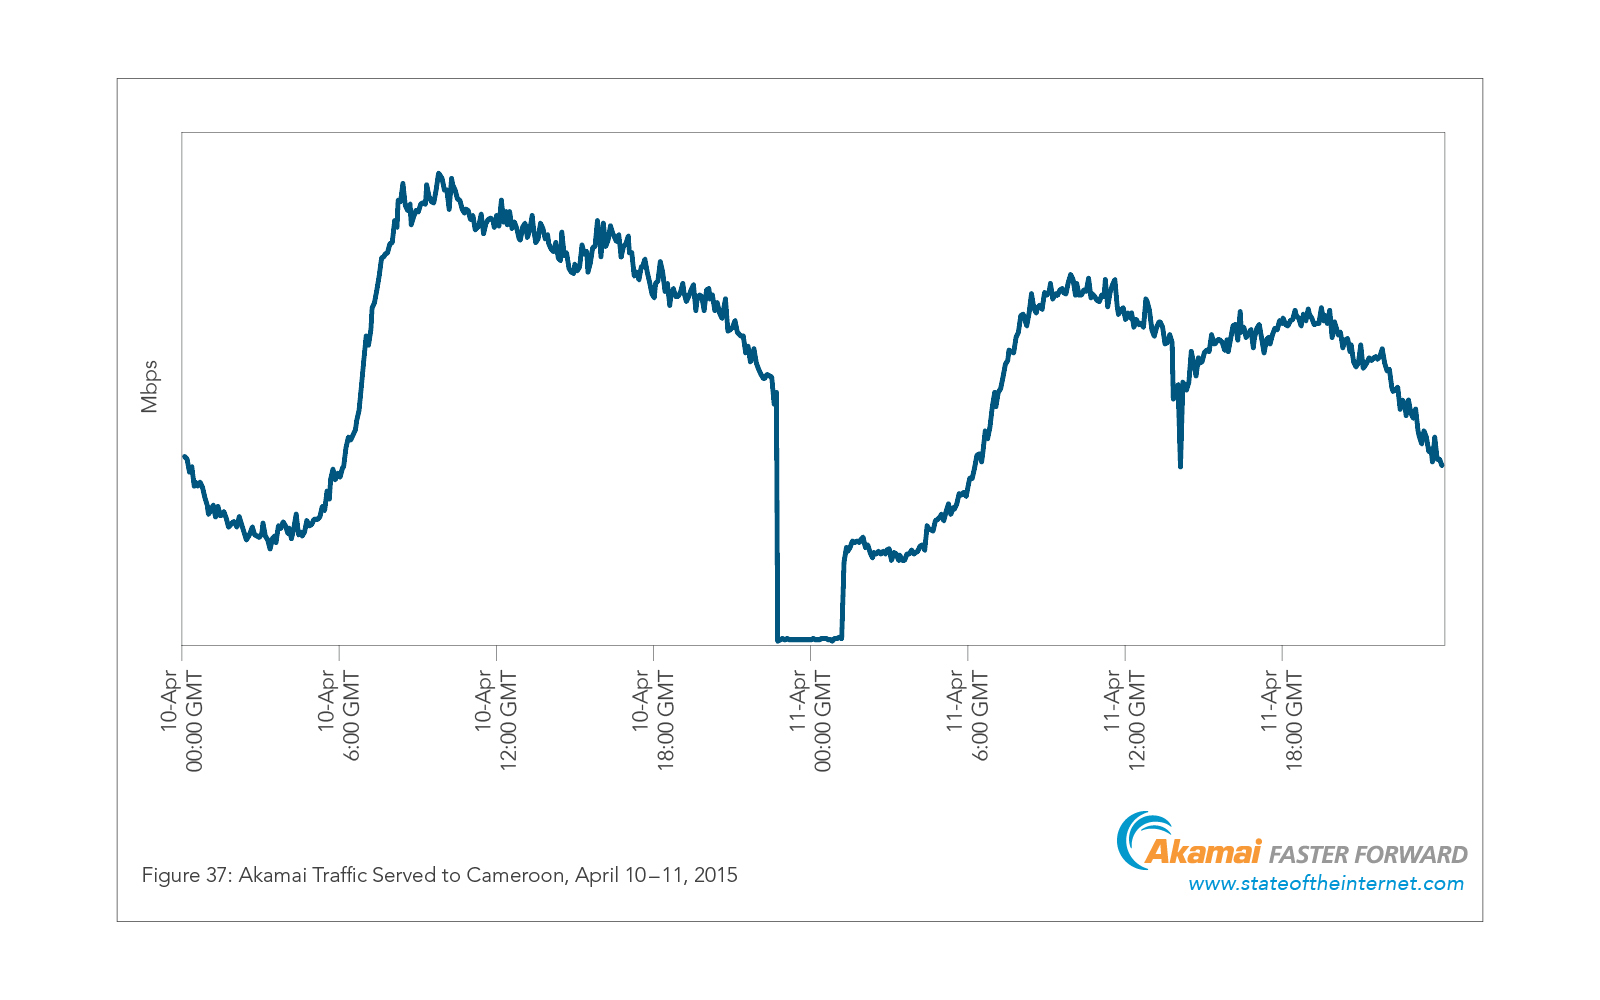 Mbps
10-Apr
00:00 GMT
10-Apr
6:00 GMT
10-Apr
12:00 GMT
10-Apr
18:00 GMT
11-Apr
00:00 GMT
11-Apr
6:00 GMT
11-Apr
12:00 GMT
11-Apr
18:00 GMT
Figure 37: Akamai Traffic Served to Cameroon, April 10–11, 2015
Akamai FASTER FORWARD
www.stateoftheinternet.com